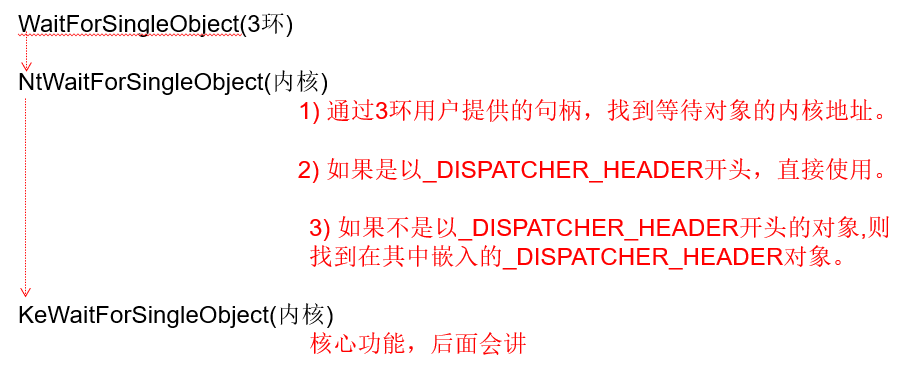 WaitForSingleObject(3环)
NtWaitForSingleObject(内核)
1) 通过3环用户提供的句柄，找到等待对象的内核地址。
2) 如果是以_DISPATCHER_HEADER开头，直接使用。
3) 如果不是以_DISPATCHER_HEADER开头的对象,则
找到在其中嵌入的_DISPATCHER_HEADER对象。
KeWaitForSingleObject(内核)
核心功能，后面会讲